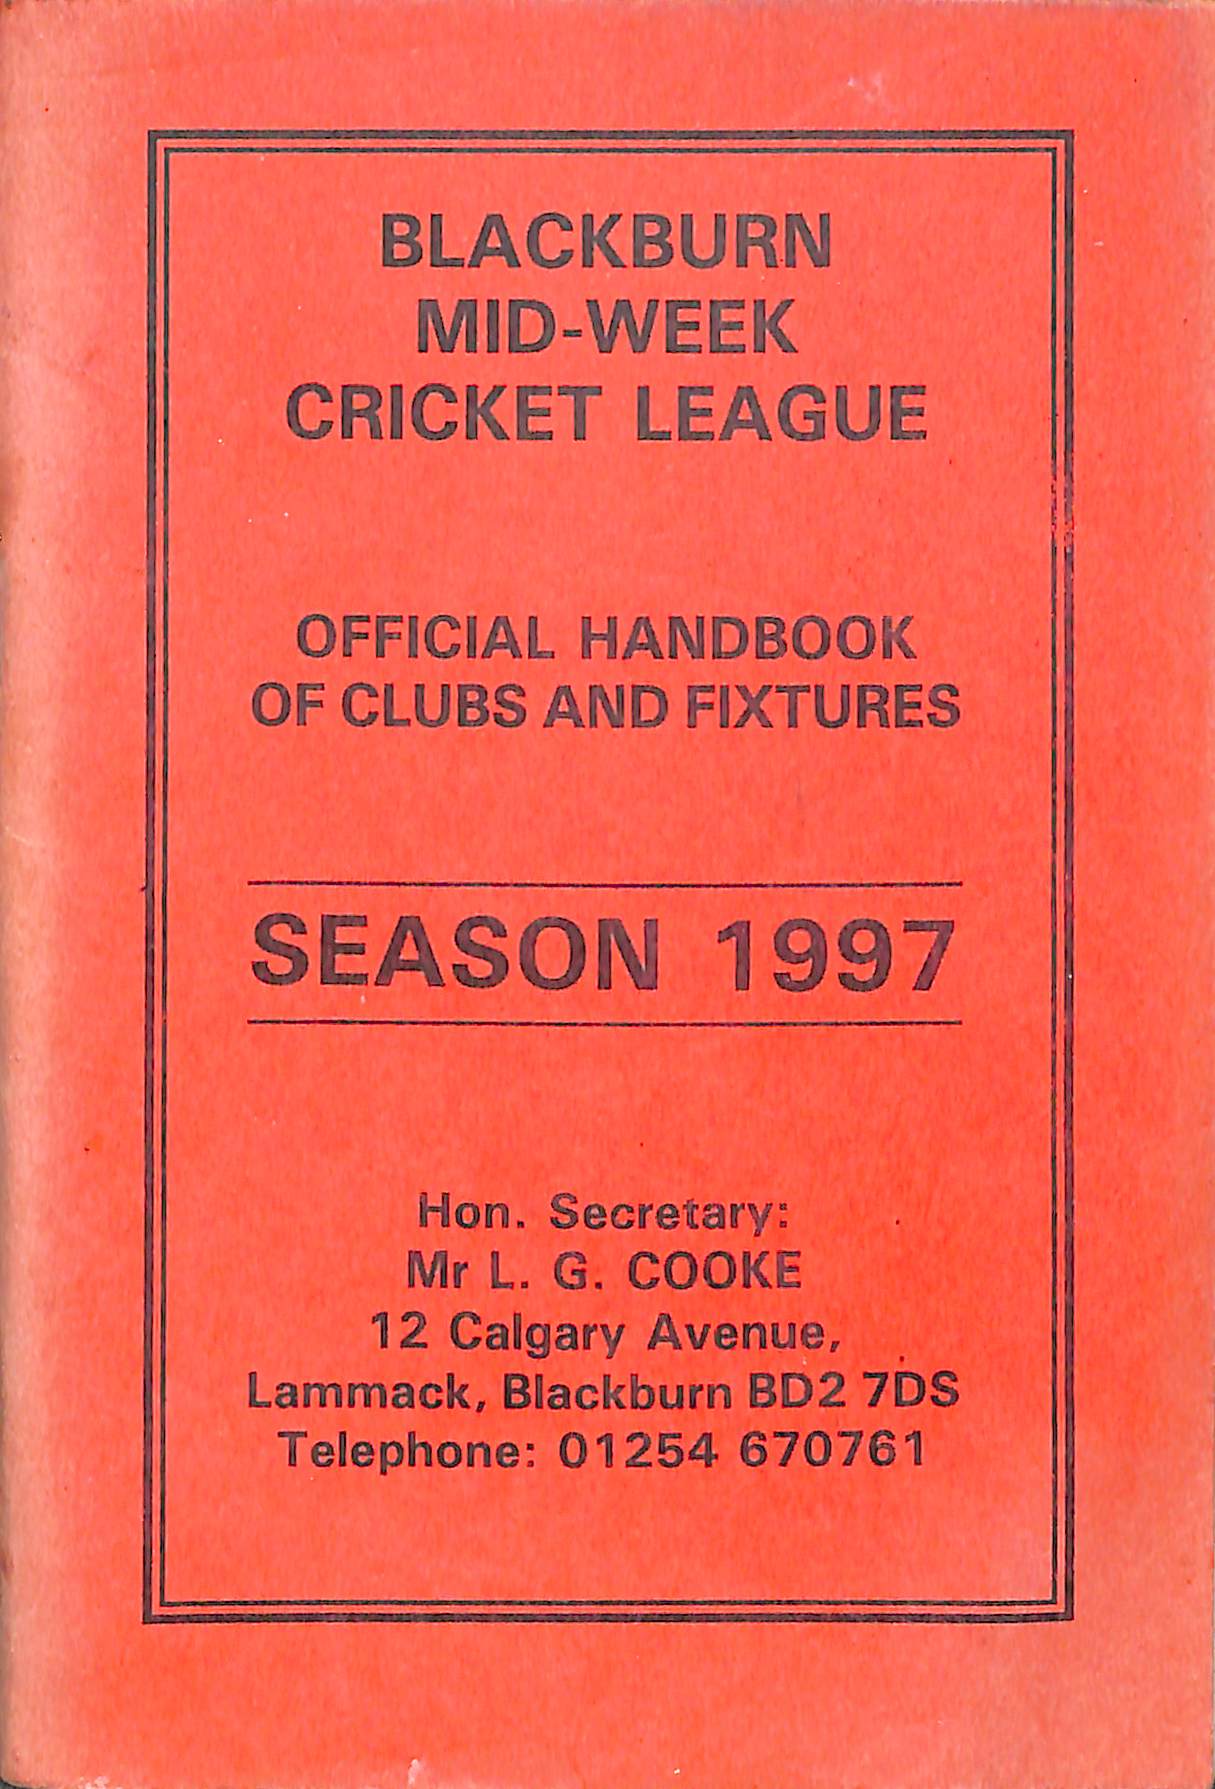 BLACKBURN
MID-WEEK
CRICKET LEAGUE
OFFICIAL HANDBOOK
OF CLUBS AND FIXTURES
SEASON 1997
Hon. Secretary:
Mr L. G. COOKE
12 Calgary Avenue,
Lammack, Blackburn BD2 7DS
Telephone: 01254 670761